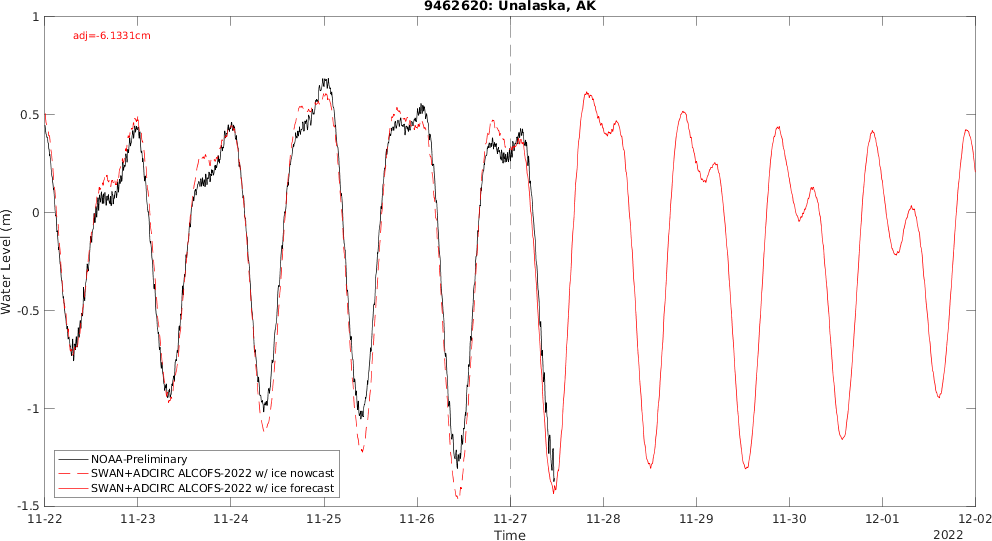 9462620: Unalaska, AK
adj=-6.1331cm
Water Level (m)
1
0.5
0
-0.5
-1
-1.5
NOAA-Preliminary
SWAN+ADCIRC ALCOFS-2022 w/ ice nowcast
SWAN+ADCIRC ALCOFS-2022 w/ ice forecast
11-22 11-23 11-24 11-25 11-26 11-27 11-28 11-29 11-30 12-01 12-02
Time
2022